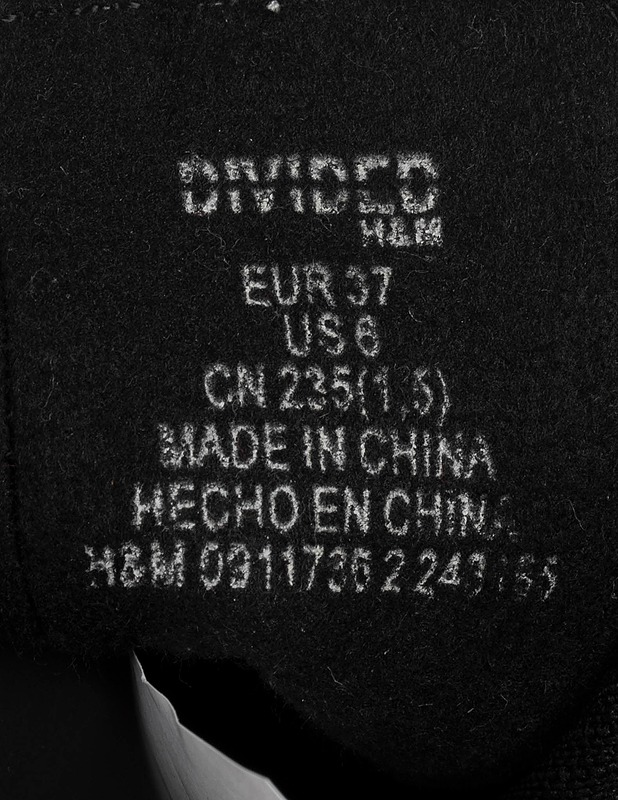 DIVIDED
H&M
EUR 37
US 6
CN 235(1,5)
MADE IN CHINA
HECHO EN CHINA
H&M 0911736 2